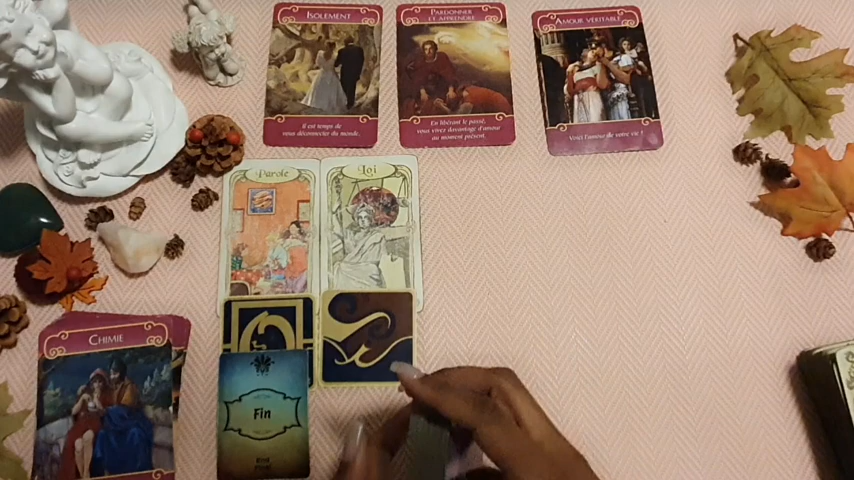 ISOLEMENT
Il est temps de
vous déconnecter du monde.
PARDONNER
ET APPRENDRE
En libérant le passé,
vous vivez davantage d'amour
au moment présent.
AMOUR VÉRITABLE
Voici l'amour de votre vie !
Parole
Loi
CHIMIE
Fin